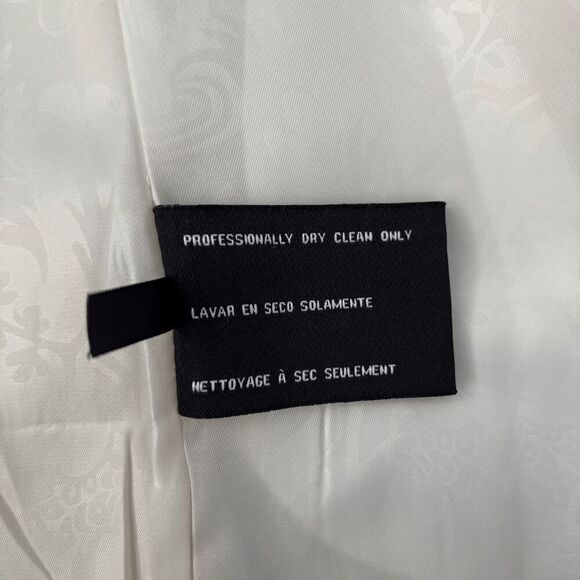 PROFESSIONALLY DRY CLEAN ONLY
LAVAR EN SECO SOLAMENTE
NETTOYAGE À SEC SEULEMENT